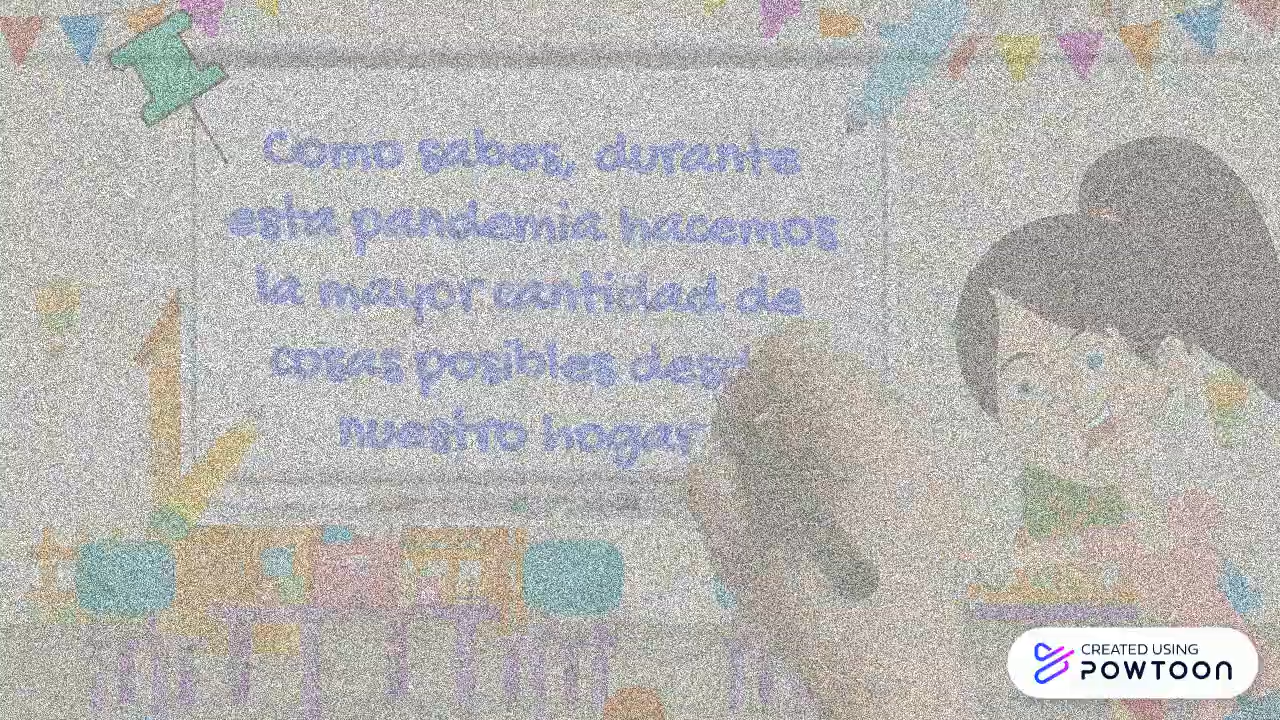 Como sabes, durante
esta pandemia hacemos
la mayor cantidad de
cosas posibles
nuestro hogar
CREATED USING
POWTOON